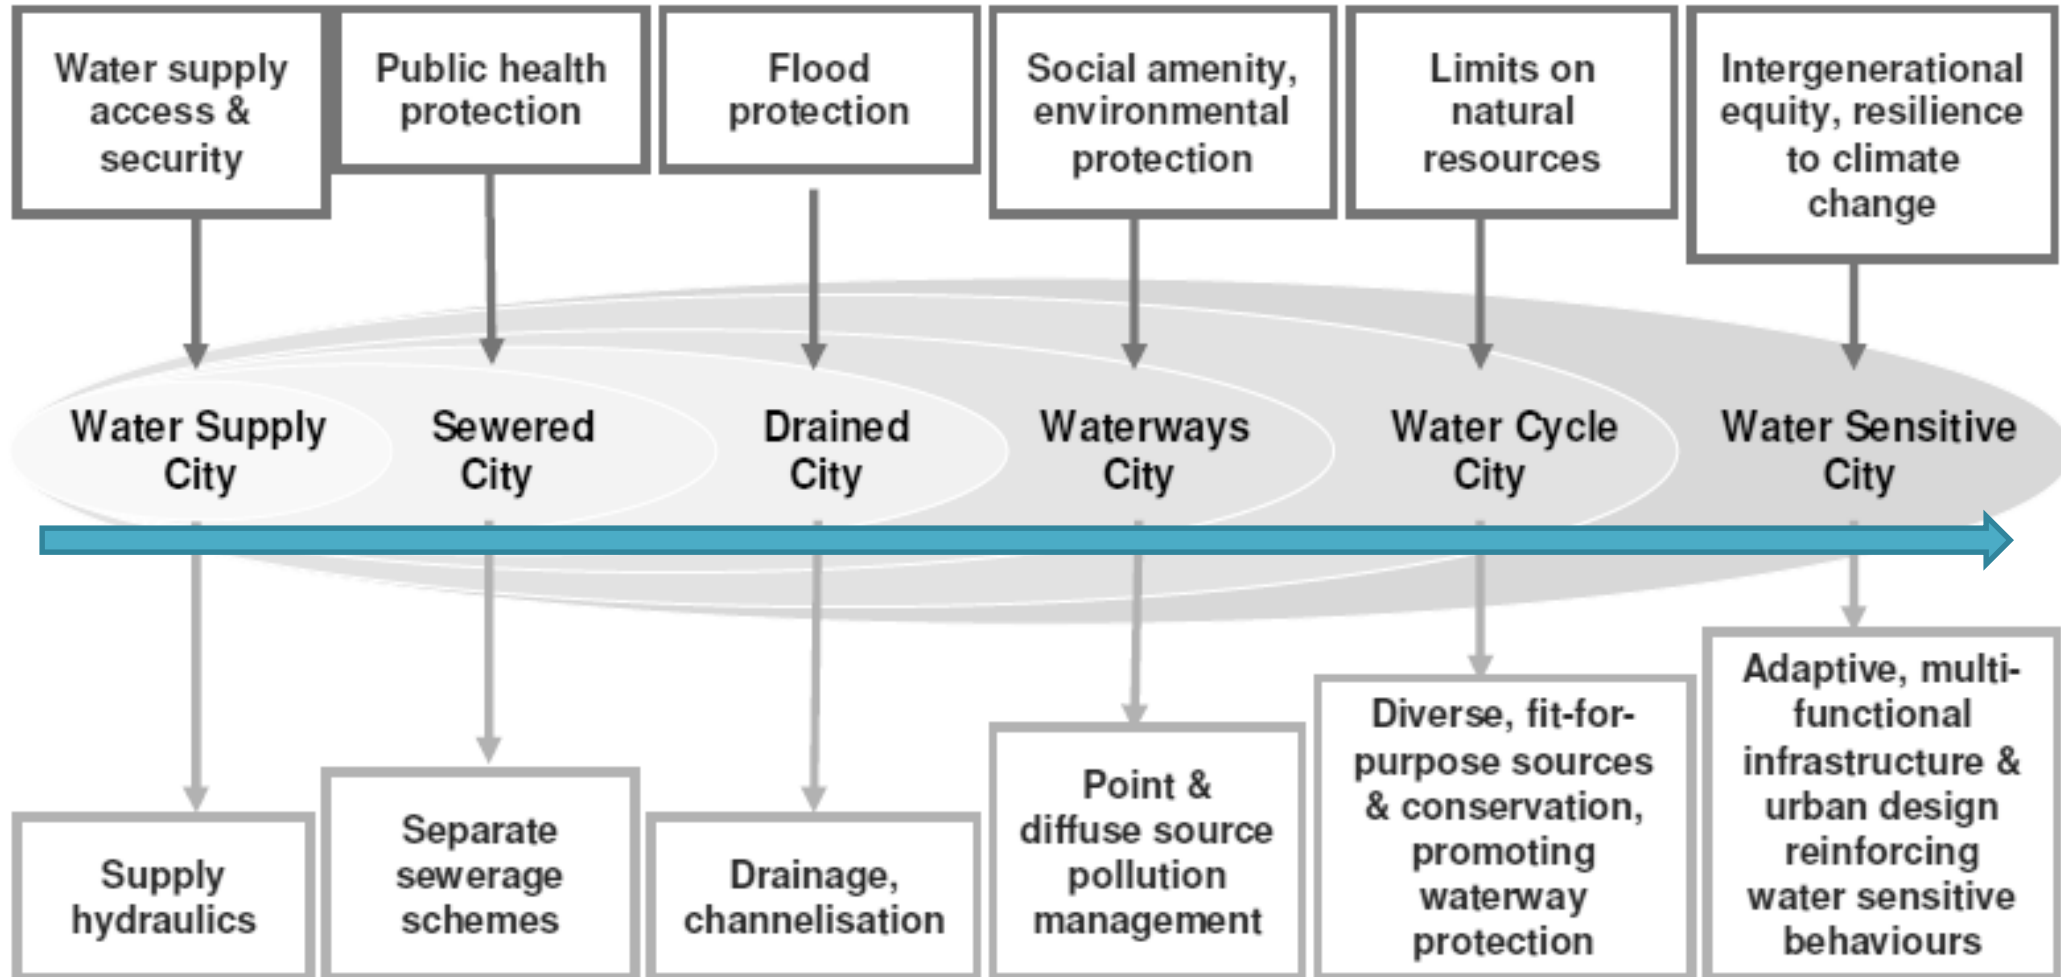 Water supply
access &
security
Public health
protection
Flood
protection
Social amenity,
environmental
protection
Limits on
natural
resources
Intergenerational
equity, resilience
to climate
change
Water Supply
City
Sewered
City
Drained
City
Waterways
City
Water Cycle
City
Water Sensitive
City
Supply
hydraulics
Separate
sewerage
schemes
Drainage,
channelisation
Point &
diffuse source
pollution
management
Diverse, fit-for-
purpose sources
& conservation,
promoting
waterway
protection
Adaptive, multi-
functional
infrastructure &
urban design
reinforcing
water sensitive
behaviours